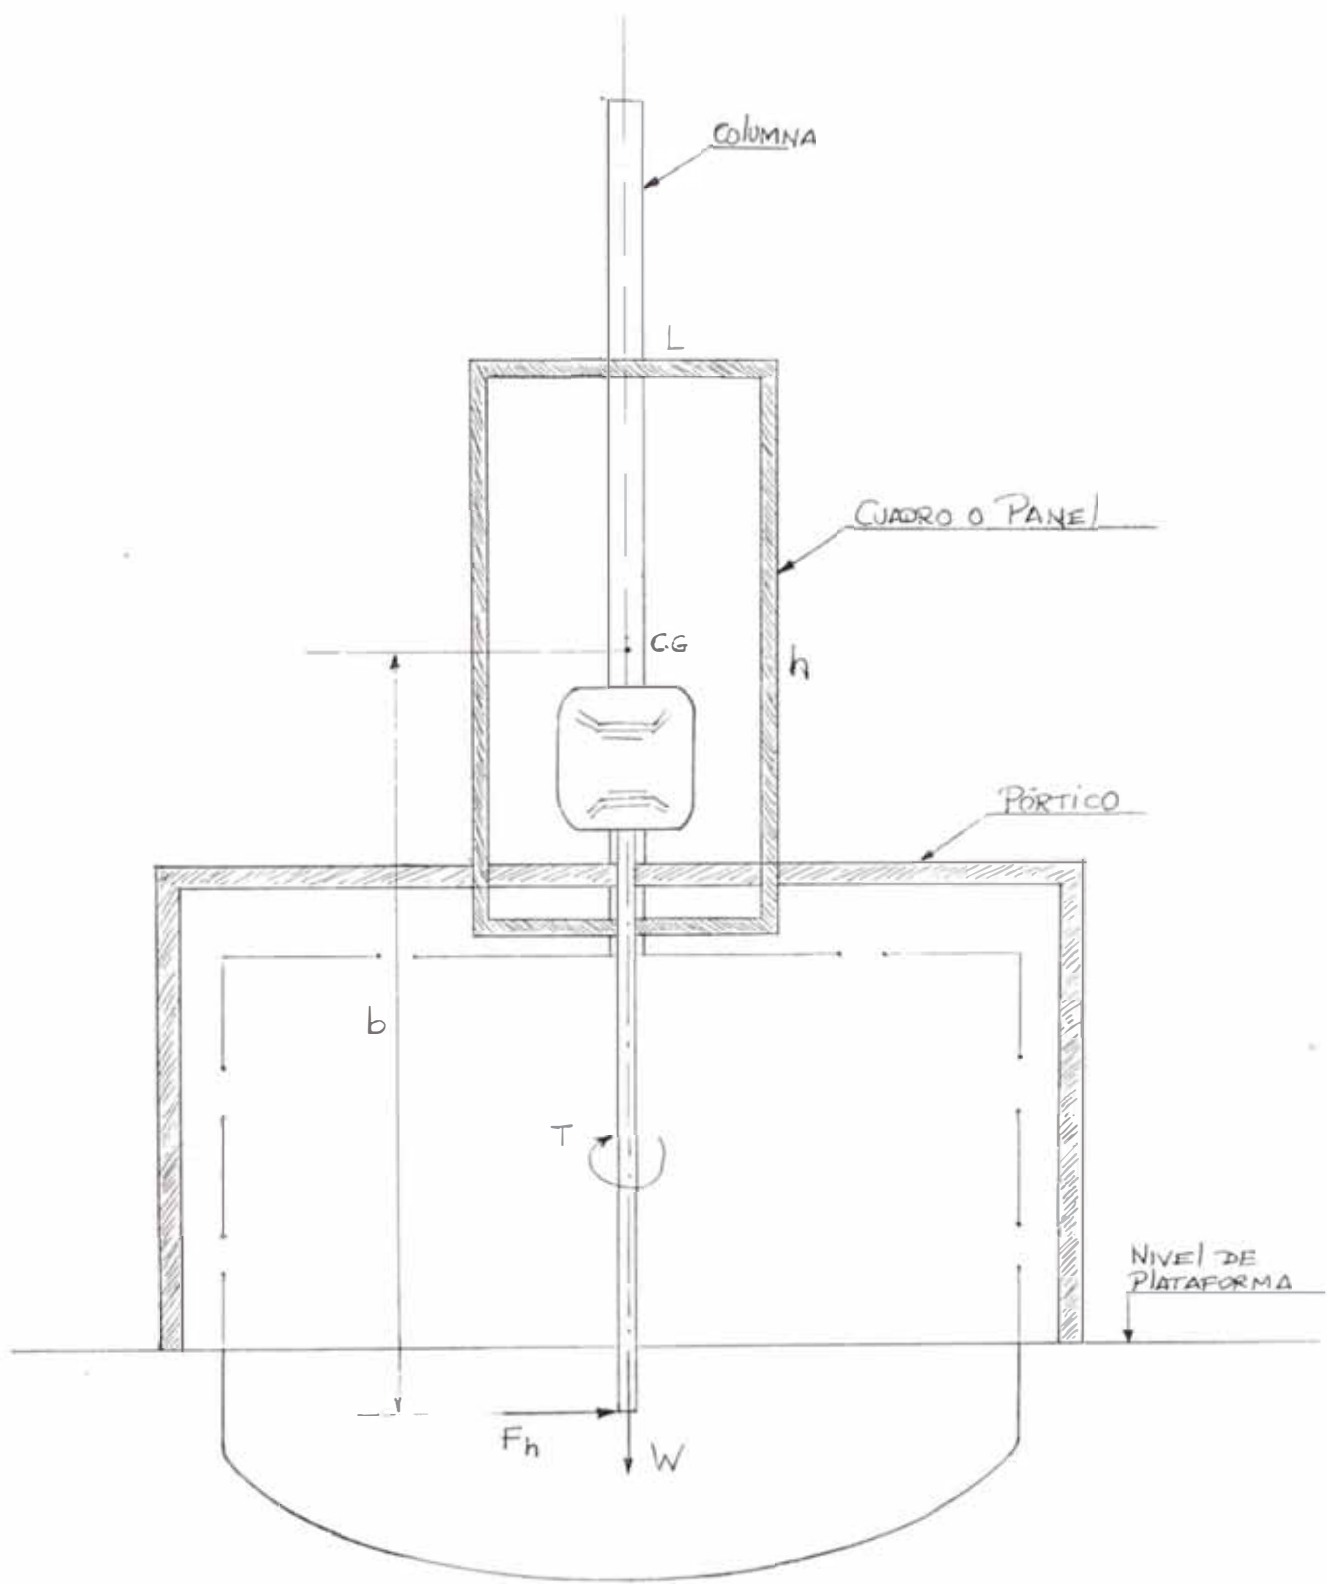 COLUMNA
L
CUADRO O PANEL
C.G
h
PÓRTICO
b
T
NIVEL DE
PLATAFORMA
Fh
W